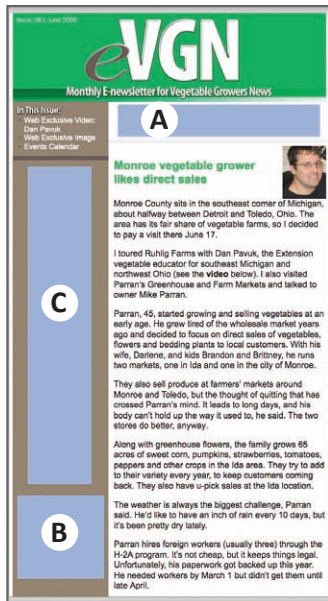 Issue: 06 | June 2009
eVGN
Monthly E-newsletter for Vegetable Growers News
In This Issue:
Web Exclusive Video:
Dan Pavuk
Web Exclusive Image
Events Calendar
A
Monroe vegetable grower
likes direct sales
Monroe County sits in the southeast corner of Michigan,
about halfway between Detroit and Toledo, Ohio. The
area has its fair share of vegetable farms, so I decided
to pay a visit there June 17.
I toured Ruhlig Farms with Dan Pavuk, the Extension
vegetable educator for southeast Michigan and
northwest Ohio (see the video below). I also visited
Parran's Greenhouse and Farm Markets and talked to
owner Mike Parran.
Parran, 45, started growing and selling vegetables at an
early age. He grew tired of the wholesale market years
ago and decided to focus on direct sales of vegetables,
flowers and bedding plants to local customers. With his
wife, Darlene, and kids Brandon and Brittney, he runs
two markets, one in Ida and one in the city of Monroe.
They also sell produce at farmers' markets around
Monroe and Toledo, but the thought of quitting that has
crossed Parran's mind. It leads to long days, and his
body can't hold up the way it used to, he said. The two
stores do better, anyway.
Along with greenhouse flowers, the family grows 65
acres of sweet corn, pumpkins, strawberries, tomatoes,
peppers and other crops in the Ida area. They try to add
to their variety every year, to keep customers coming
back. They also have u-pick sales at the Ida location.
The weather is always the biggest challenge, Parran
said. He'd like to have an inch of rain every 10 days, but
it's been pretty dry lately.
Parran hires foreign workers (usually three) through the
H-2A program. It's not cheap, but it keeps things legal.
Unfortunately, his paperwork got backed up this year.
He needed workers by March 1 but didn't get them until
late April.
C
B